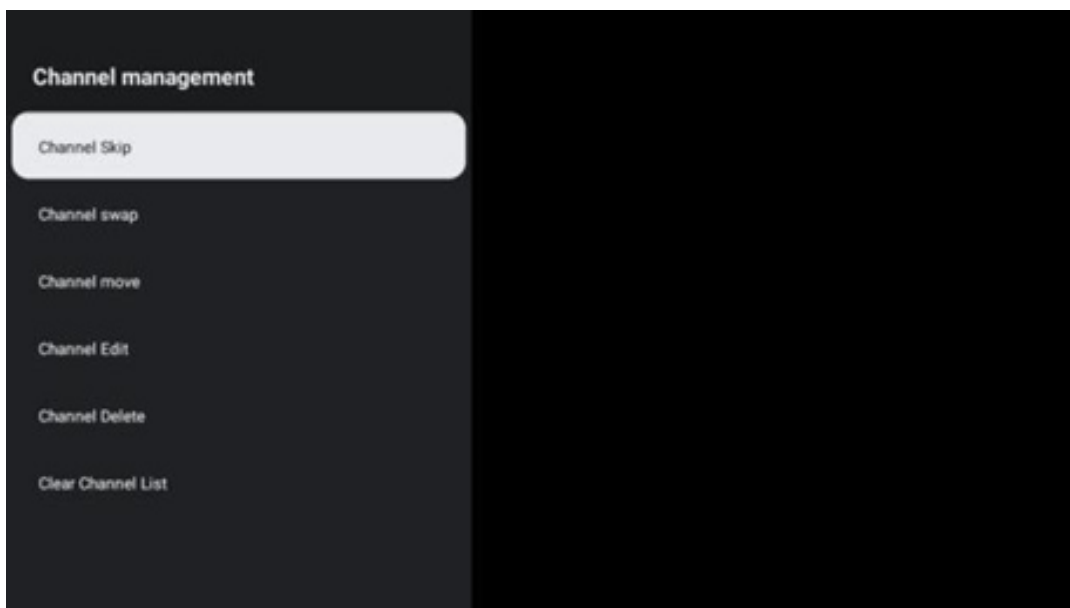 Channel management
Channel Skip
Channel swap
Channel move
Channel Edit
Channel Delete
Clear Channel List